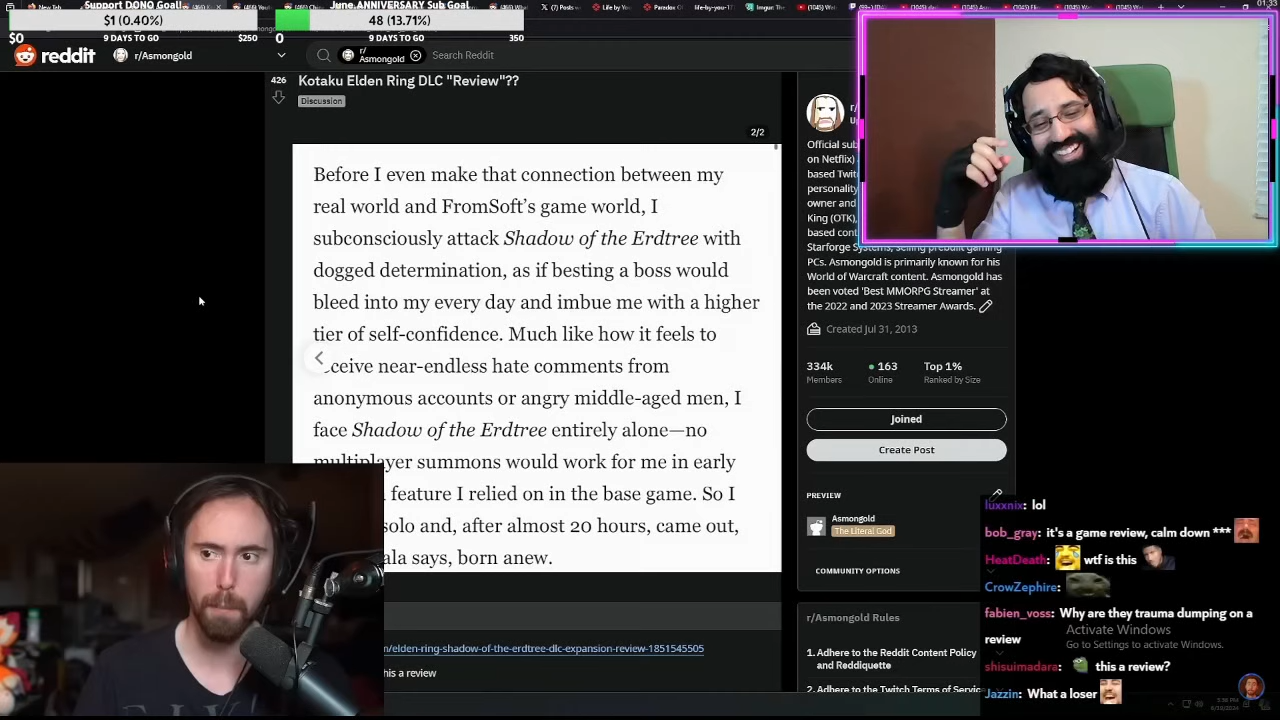 Support DONO Goal!
$1 (0.40%)
$0
9 DAYS TO GO
$250
June ANNIVERSARY Sub Goal
48 (13.71%)
0
9 DAYS TO GO
350
01:33
reddit
r/Asmongold
r/
Asmongold
Search Reddit
426
Kotaku Elden Ring DLC "Review"??
Discussion
2/2
Before I even make that connection between my
real world and FromSoft's game world, I
subconsciously attack Shadow of the Erdtree with
dogged determination, as if besting a boss would
bleed into my every day and imbue me with a higher
tier of self-confidence. Much like how it feels to
ceive near-endless hate comments from
anonymous accounts or angry middle-aged men, I
face Shadow of the Erdtree entirely alone—no
multiplayer summons would work for me in early
feature I relied on in the base game. So I
solo and, after almost 20 hours, came out,
ala says, born anew.
/elden-ring-shadow-of-the-erdtree-dlc-expansion-review-1851545505
his a review
r/
Official sub
on Netflix)
based Twit
personality
owner and
King (OTK),
based cont
Starforge Systems, selling prebuilt gaming
PCs. Asmongold is primarily known for his
World of Warcraft content. Asmongold has
been voted 'Best MMORPG Streamer' at
the 2022 and 2023 Streamer Awards.
Created Jul 31, 2013
334k
Members
163
Online
Top 1%
Ranked by Size
Joined
Create Post
PREVIEW
Asmongold
The Literal God
COMMUNITY OPTIONS
r/Asmongold Rules
1. Adhere to the Reddit Content Policy
and Reddiquette
2. Adhere to the Twitch Terms of Servic
luxxnix: lol
bob_gray: it's a game review, calm down ***
HeatDeath: wtf is this
CrowZephire:
fabien_voss: Why are they trauma dumping on a
review
Activate Windows
Go to Settings to activate Windows.
shisuimadara: this a review?
Jazzin: What a loser